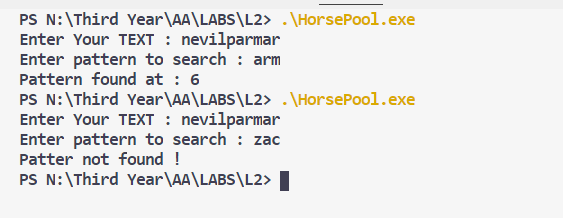 PS N:\Third Year\AA\LABS\L2> .\HorsePool.exe
Enter Your TEXT : nevilparmar
Enter pattern to search : arm
Pattern found at : 6
PS N:\Third Year\AA\LABS\L2> .\HorsePool.exe
Enter Your TEXT : nevilparmar
Enter pattern to search : zac
Patter not found !
PS N:\Third Year\AA\LABS\L2>